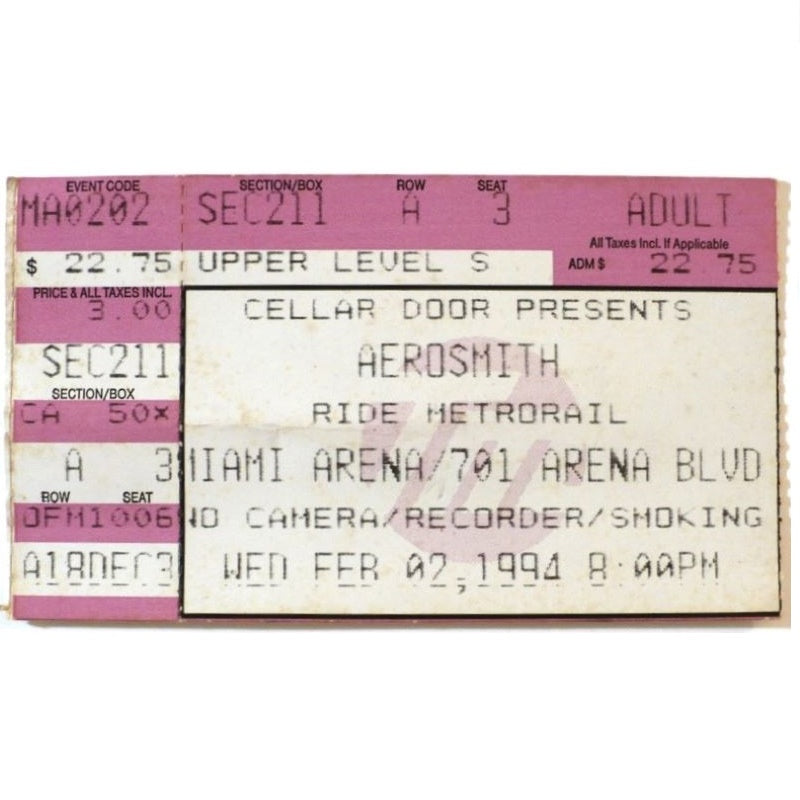 EVENT CODE
MA0202
$ 22.75
PRICE & ALL TAXES INCL.
3.00
SEC211
SECTION/BOX
CA 50X
A 3
ROW SEAT
OFM1006
A18DEC3
SECTION/BOX ROW SEAT
SEC211 A 3 ADULT
All Taxes Incl. If Applicable
UPPER LEVEL S ADM $ 22.75
CELLAR DOOR PRESENTS
AEROSMITH
RIDE METRORAIL
MIAMI ARENA/701 ARENA BLVD
NO CAMERA/RECORDER/SMOKING
WED FEB 02,1994 8:00PM